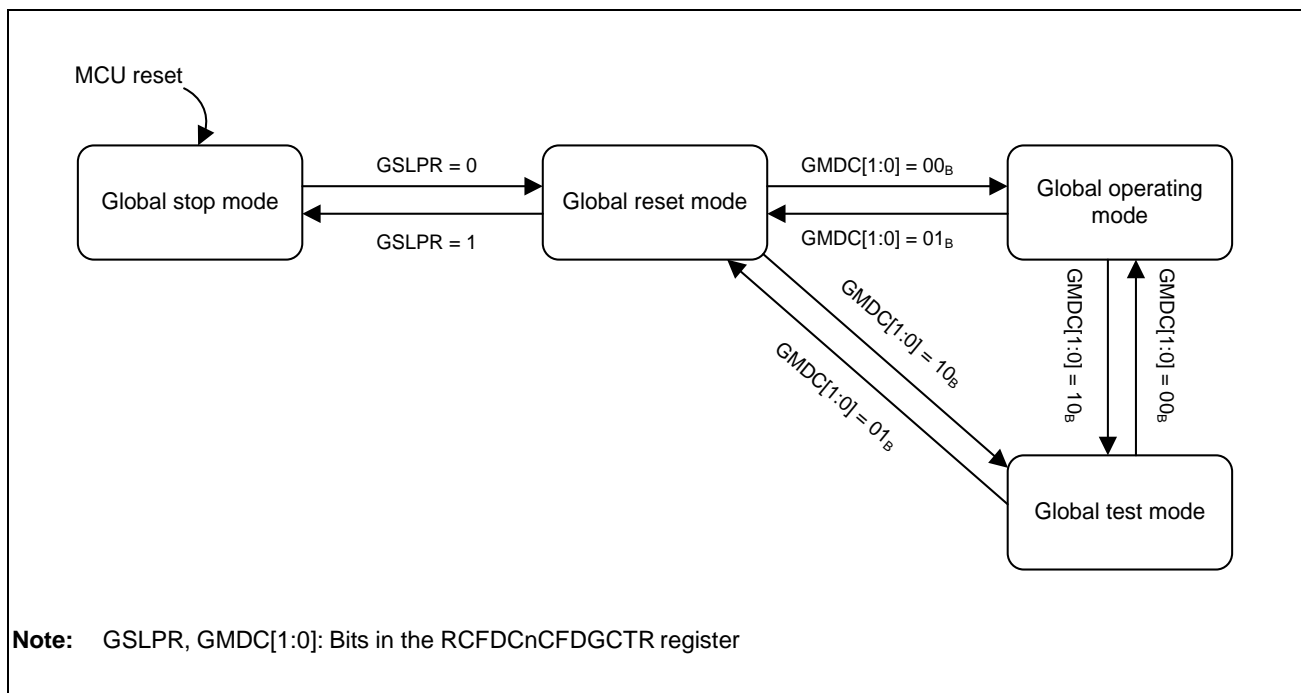 MCU reset
Global stop mode
GSLPR = 0
GSLPR = 1
Global reset mode
GMDC[1:0] = 00B
GMDC[1:0] = 01B
Global operating
mode
GMDC[1:0] = 10B
GMDC[1:0] = 01B
GMDC[1:0] = 10B
GMDC[1:0] = 00B
Global test mode
Note: GSLPR, GMDC[1:0]: Bits in the RCFDCnCFDGCTR register